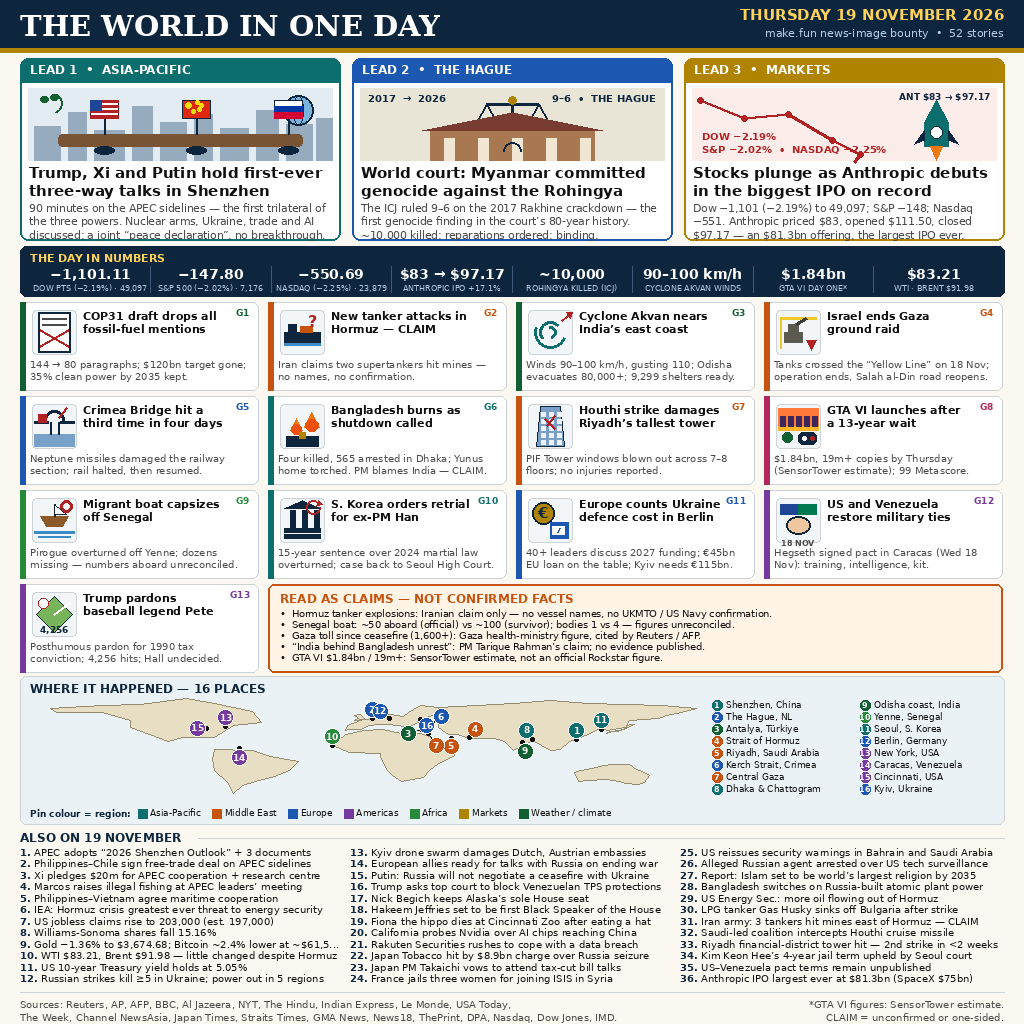 THE WORLD IN ONE DAY
THURSDAY 19 NOVEMBER 2026
make.fun news-image bounty • 52 stories
LEAD 1 • ASIA-PACIFIC
Trump, Xi and Putin hold first-ever
three-way talks in Shenzhen
90 minutes on the APEC sidelines — the first trilateral of
the three powers. Nuclear arms, Ukraine, trade and AI
discussed; a joint “peace declaration”, no breakthrough.
LEAD 2 • THE HAGUE
2017 → 2026
9–6 • THE HAGUE
World court: Myanmar committed
genocide against the Rohingya
The ICJ ruled 9–6 on the 2017 Rakhine crackdown — the
first genocide finding in the court’s 80-year history.
~10,000 killed; reparations ordered; binding.
LEAD 3 • MARKETS
ANT $83 → $97.17
DOW −2.19%
S&P −2.02% • NASDAQ −2.25%
Stocks plunge as Anthropic debuts
in the biggest IPO on record
Dow −1,101 (−2.19%) to 49,097; S&P −148; Nasdaq
−551. Anthropic priced $83, opened $111.50, closed
$97.17 — an $81.3bn offering, the largest IPO ever.
THE DAY IN NUMBERS
−1,101.11
DOW PTS (−2.19%) · 49,097
−147.80
S&P 500 (−2.02%) · 7,176
−550.69
NASDAQ (−2.25%) · 23,879
$83 → $97.17
ANTHROPIC IPO +17.1%
~10,000
ROHINGYA KILLED (ICJ)
90–100 km/h
CYCLONE AKVAN WINDS
$1.84bn
GTA VI DAY ONE*
$83.21
WTI · BRENT $91.98
COP31 draft drops all
fossil-fuel mentions
G1
144 → 80 paragraphs; $120bn target gone;
35% clean power by 2035 kept.
New tanker attacks in
Hormuz — CLAIM
G2
?
Iran claims two supertankers hit mines —
no names, no confirmation.
Cyclone Akvan nears
India’s east coast
G3
Winds 90–100 km/h, gusting 110; Odisha
evacuates 80,000+; 9,299 shelters ready.
Israel ends Gaza
ground raid
G4
Tanks crossed the “Yellow Line” on 18 Nov;
operation ends, Salah al-Din road reopens.
Crimea Bridge hit a
third time in four days
G5
Neptune missiles damaged the railway
section; rail halted, then resumed.
Bangladesh burns as
shutdown called
G6
Four killed, 565 arrested in Dhaka; Yunus
home torched. PM blames India — CLAIM.
Houthi strike damages
Riyadh’s tallest tower
G7
PIF Tower windows blown out across 7–8
floors; no injuries reported.
GTA VI launches after
a 13-year wait
G8
$1.84bn, 19m+ copies by Thursday
(SensorTower estimate); 99 Metascore.
Migrant boat capsizes
off Senegal
G9
Pirogue overturned off Yenne; dozens
missing — numbers aboard unreconciled.
S. Korea orders retrial
for ex-PM Han
G10
15-year sentence over 2024 martial law
overturned; case back to Seoul High Court.
Europe counts Ukraine
defence cost in Berlin
G11
€
40+ leaders discuss 2027 funding; €45bn
EU loan on the table; Kyiv needs €115bn.
US and Venezuela
restore military ties
G12
18 NOV
Hegseth signed pact in Caracas (Wed 18
Nov): training, intelligence, kit.
Trump pardons
baseball legend Pete
G13
4,256
Posthumous pardon for 1990 tax
conviction; 4,256 hits; Hall undecided.
READ AS CLAIMS — NOT CONFIRMED FACTS
• Hormuz tanker explosions: Iranian claim only — no vessel names, no UKMTO / US Navy confirmation.
• Senegal boat: ~50 aboard (official) vs ~100 (survivor); bodies 1 vs 4 — figures unreconciled.
• Gaza toll since ceasefire (1,600+): Gaza health-ministry figure, cited by Reuters / AFP.
• “India behind Bangladesh unrest”: PM Tarique Rahman’s claim; no evidence published.
• GTA VI $1.84bn / 19m+: SensorTower estimate, not an official Rockstar figure.
WHERE IT HAPPENED — 16 PLACES
1 Shenzhen, China
2 The Hague, NL
3 Antalya, Türkiye
4 Strait of Hormuz
5 Riyadh, Saudi Arabia
6 Kerch Strait, Crimea
7 Central Gaza
8 Dhaka & Chattogram
9 Odisha coast, India
10 Yenne, Senegal
11 Seoul, S. Korea
12 Berlin, Germany
13 New York, USA
14 Caracas, Venezuela
15 Cincinnati, USA
16 Kyiv, Ukraine
Pin colour = region: Asia-Pacific Middle East Europe Americas Africa Markets Weather / climate
ALSO ON 19 NOVEMBER
1. APEC adopts “2026 Shenzhen Outlook” + 3 documents
2. Philippines–Chile sign free-trade deal on APEC sidelines
3. Xi pledges $20m for APEC cooperation + research centre
4. Marcos raises illegal fishing at APEC leaders’ meeting
5. Philippines–Vietnam agree maritime cooperation
6. IEA: Hormuz crisis greatest ever threat to energy security
7. US jobless claims rise to 203,000 (est. 197,000)
8. Williams-Sonoma shares fall 15.16%
9. Gold −1.36% to $3,674.68; Bitcoin ~2.4% lower at ~$61,5...
10. WTI $83.21, Brent $91.98 — little changed despite Hormuz
11. US 10-year Treasury yield holds at 5.05%
12. Russian strikes kill ≥5 in Ukraine; power out in 5 regions
13. Kyiv drone swarm damages Dutch, Austrian embassies
14. European allies ready for talks with Russia on ending war
15. Putin: Russia will not negotiate a ceasefire with Ukraine
16. Trump asks top court to block Venezuelan TPS protections
17. Nick Begich keeps Alaska’s sole House seat
18. Hakeem Jeffries set to be first Black Speaker of the House
19. Fiona the hippo dies at Cincinnati Zoo after eating a hat
20. California probes Nvidia over AI chips reaching China
21. Rakuten Securities rushes to cope with a data breach
22. Japan Tobacco hit by $8.9bn charge over Russia seizure
23. Japan PM Takaichi vows to attend tax-cut bill talks
24. France jails three women for joining ISIS in Syria
25. US reissues security warnings in Bahrain and Saudi Arabia
26. Alleged Russian agent arrested over US tech surveillance
27. Report: Islam set to be world’s largest religion by 2035
28. Bangladesh switches on Russian-built atomic power plant
29. US Energy Sec.: more oil flowing out of Hormuz
30. LPG tanker Gas Husky sinks off Bulgaria after strike
31. Iran army: 3 tankers hit mines east of Hormuz — CLAIM
32. Saudi-led coalition intercepts Houthi cruise missile
33. Riyadh financial-district tower hit — 2nd strike in <2 weeks
34. Kim Keon Hee’s 4-year jail term upheld by Seoul court
35. US–Venezuela pact terms remain unpublished
36. Anthropic IPO largest ever at $81.3bn (SpaceX $75bn)
Sources: Reuters, AP, AFP, BBC, Al Jazeera, NYT, The Hindu, Indian Express, Le Monde, USA Today,
The Week, Channel NewsAsia, Japan Times, Straits Times, GMA News, News18, ThePrint, DPA, Nasdaq, Dow Jones, IMD.
*GTA VI figures: SensorTower estimate.
CLAIM = unconfirmed or one-sided.